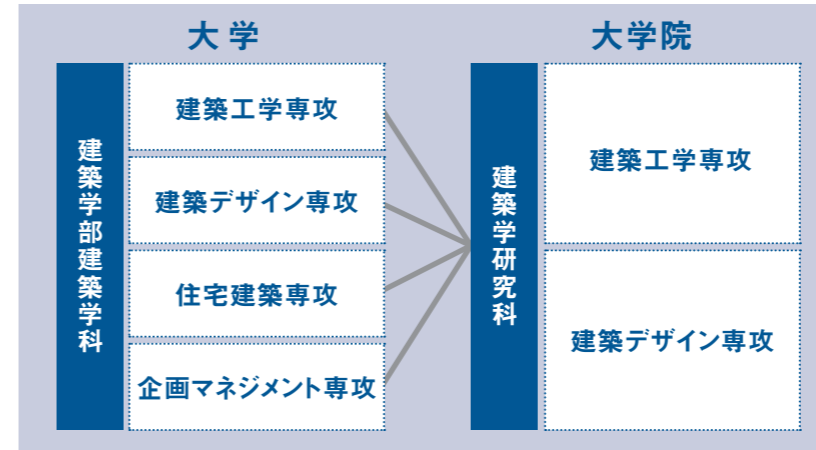 大学
建築学部建築学科
建築工学専攻
建築デザイン専攻
住宅建築専攻
企画マネジメント専攻
大学院
建築学研究科
建築工学専攻
建築デザイン専攻